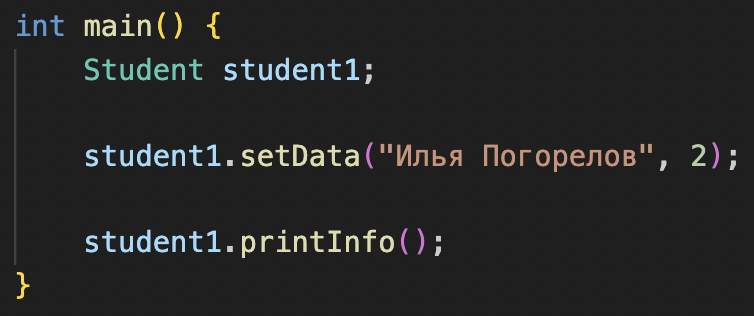 int main() {
    Student student1;
    student1.setData("Илья Погорелов", 2);
    student1.printInfo();
}